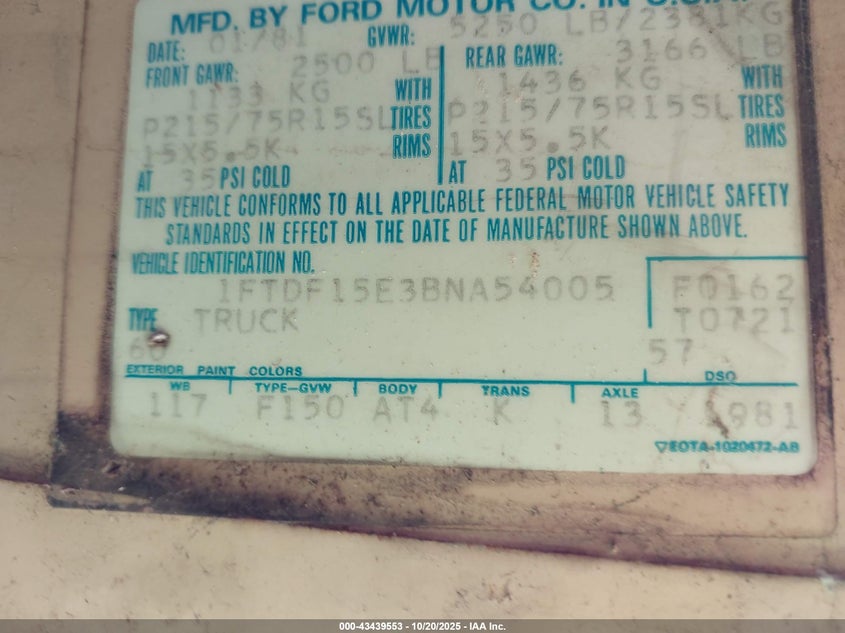 MFD. BY FORD MOTOR CO. IN U.S.A.
DATE: 01/81 GVWR: 5250 LB/2381KG
FRONT GAWR: 2500 LB REAR GAWR: 3166 LB
1133 KG WITH 1436 KG WITH
P215/75R15SL TIRES P215/75R15SL TIRES
15X5.5K RIMS 15X5.5K RIMS
AT 35 PSI COLD AT 35 PSI COLD
THIS VEHICLE CONFORMS TO ALL APPLICABLE FEDERAL MOTOR VEHICLE SAFETY
STANDARDS IN EFFECT ON THE DATE OF MANUFACTURE SHOWN ABOVE.
VEHICLE IDENTIFICATION NO.
1FTDF15E3BNA54005 F0162
TYPE TRUCK T0721
6O 57
EXTERIOR PAINT COLORS DSO
WB TYPE-GVW BODY TRANS AXLE
117 F150 AT4 K 13 1981
▽EOTA-1020472-AB
000-43439553 - 10/20/2025 - IAA Inc.